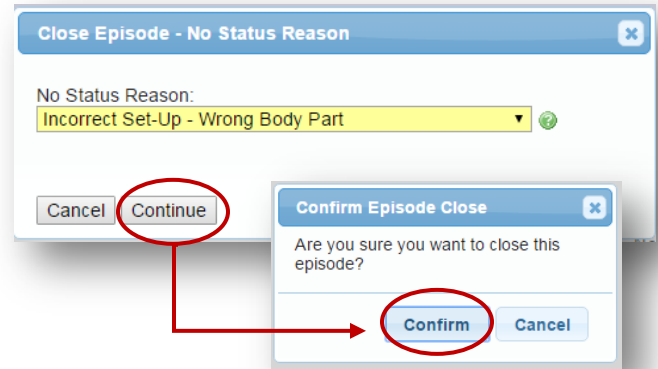 Close Episode - No Status Reason
No Status Reason:
Incorrect Set-Up - Wrong Body Part
Cancel Continue
Confirm Episode Close
Are you sure you want to close this
episode?
Confirm Cancel